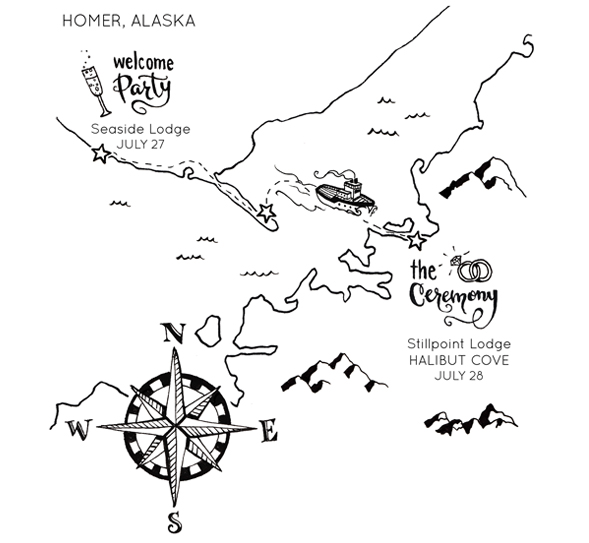 HOMER, ALASKA
welcome
Party
Seaside Lodge
JULY 27
the
Ceremony
Stillpoint Lodge
HALIBUT COVE
JULY 28
N
W
E
S